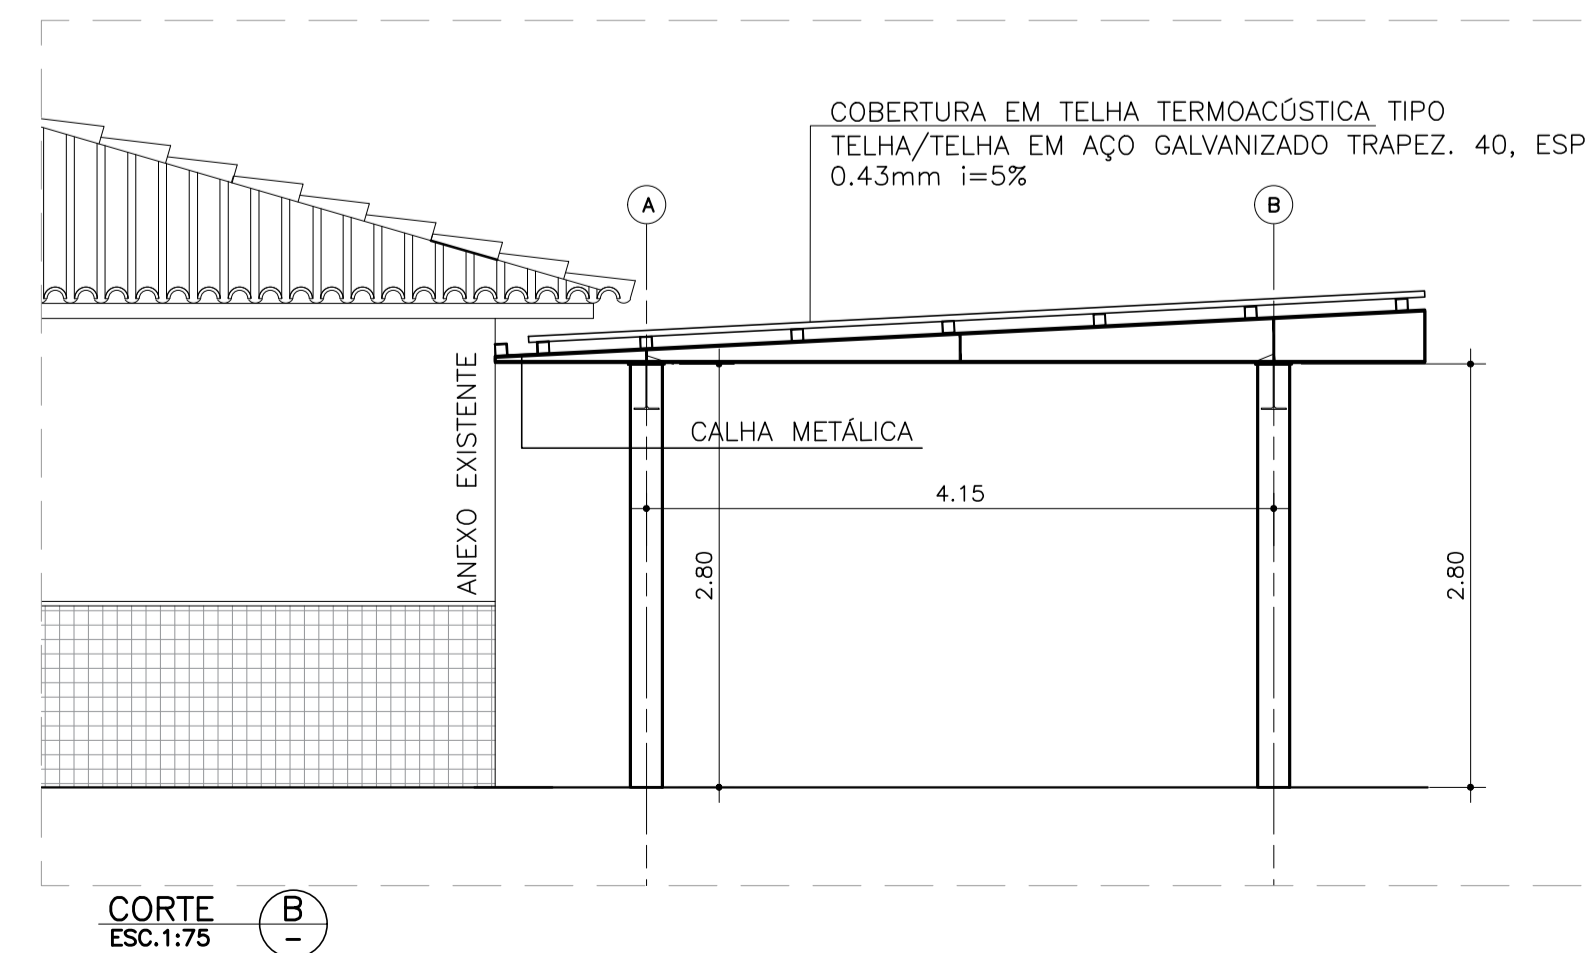 COBERTURA EM TELHA TERMOACÚSTICA TIPO
TELHA/TELHA EM AÇO GALVANIZADO TRAPEZ. 40, ESP
0.43mm i=5%
A
B
ANEXO EXISTENTE
CALHA METÁLICA
4.15
2.80
2.80
CORTE
ESC.1:75
B
–